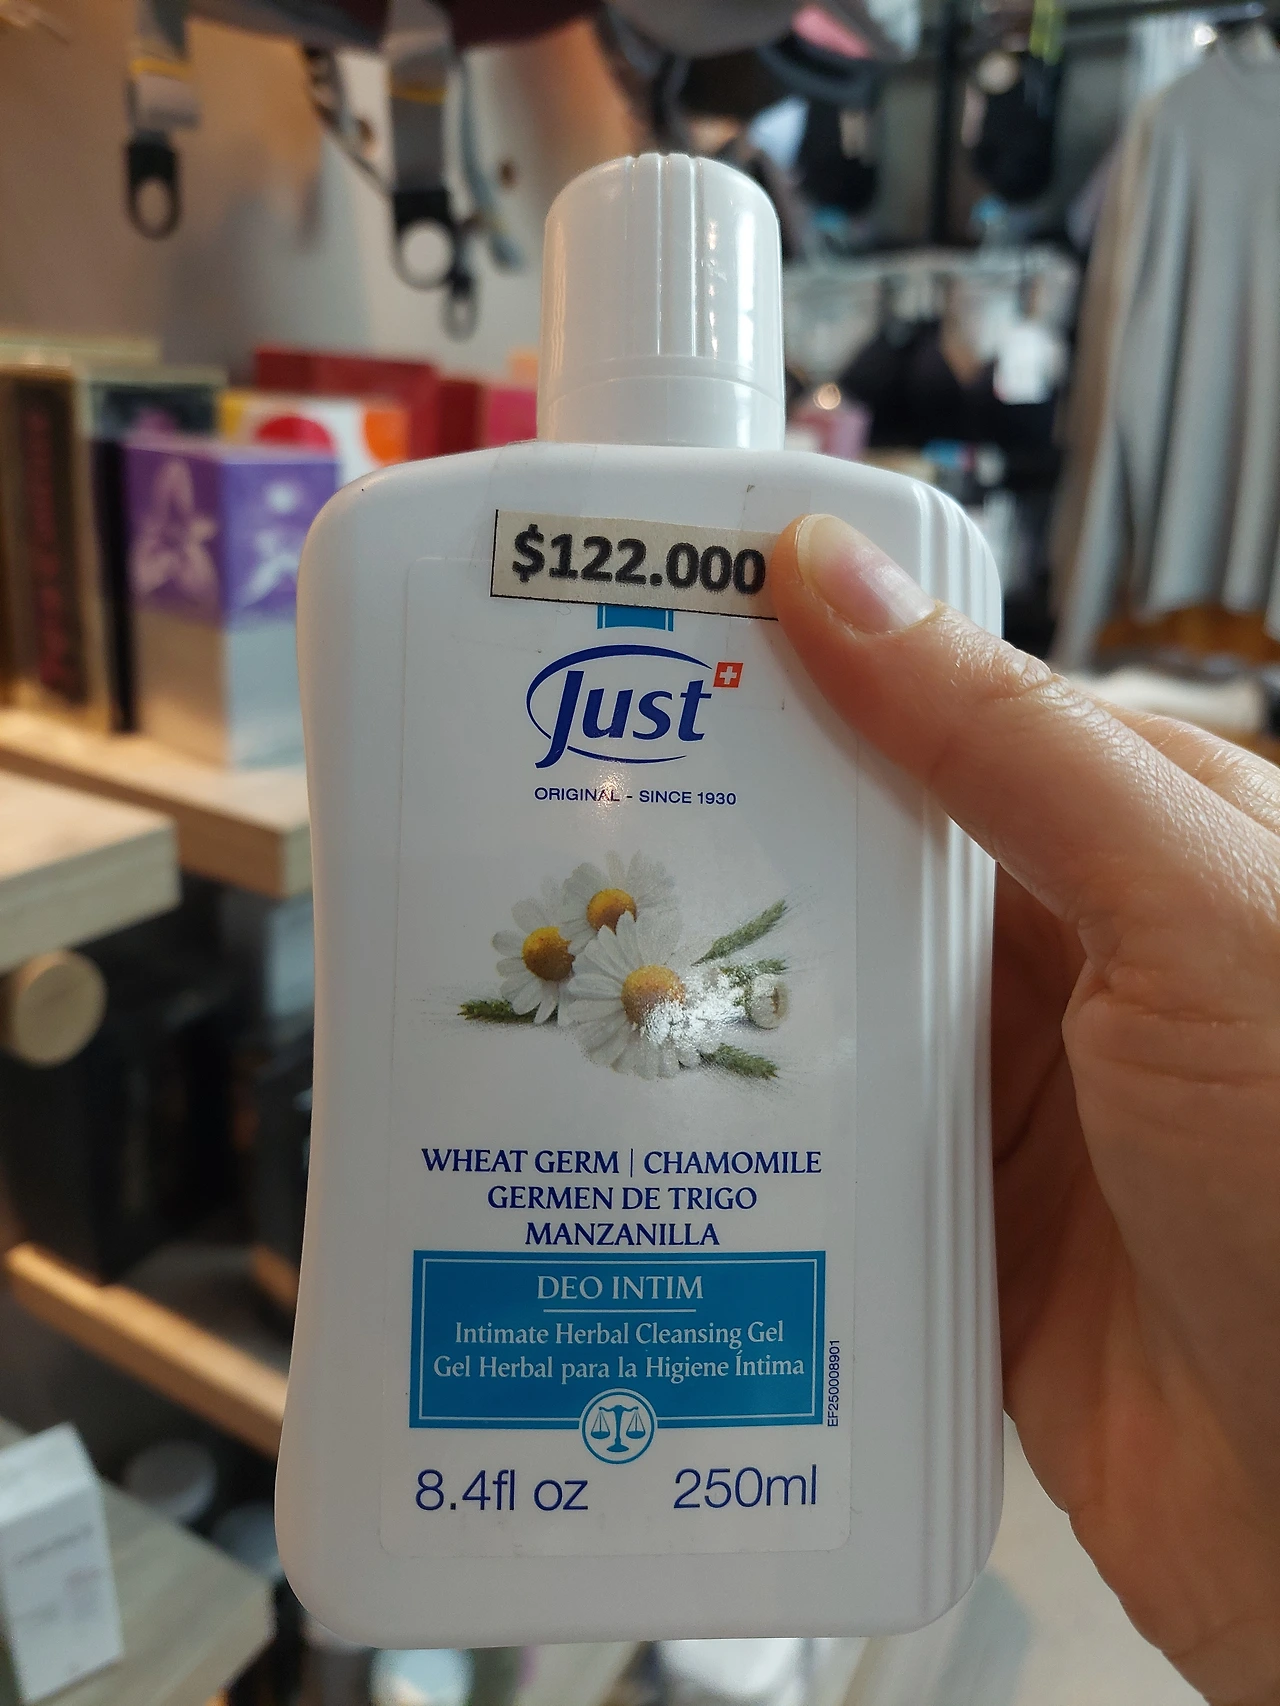 $122.000
Just
ORIGINAL - SINCE 1930
WHEAT GERM | CHAMOMILE
GERMEN DE TRIGO
MANZANILLA
DEO INTIM
Intimate Herbal Cleansing Gel
Gel Herbal para la Higiene Íntima
EF250008901
8.4fl oz 250ml